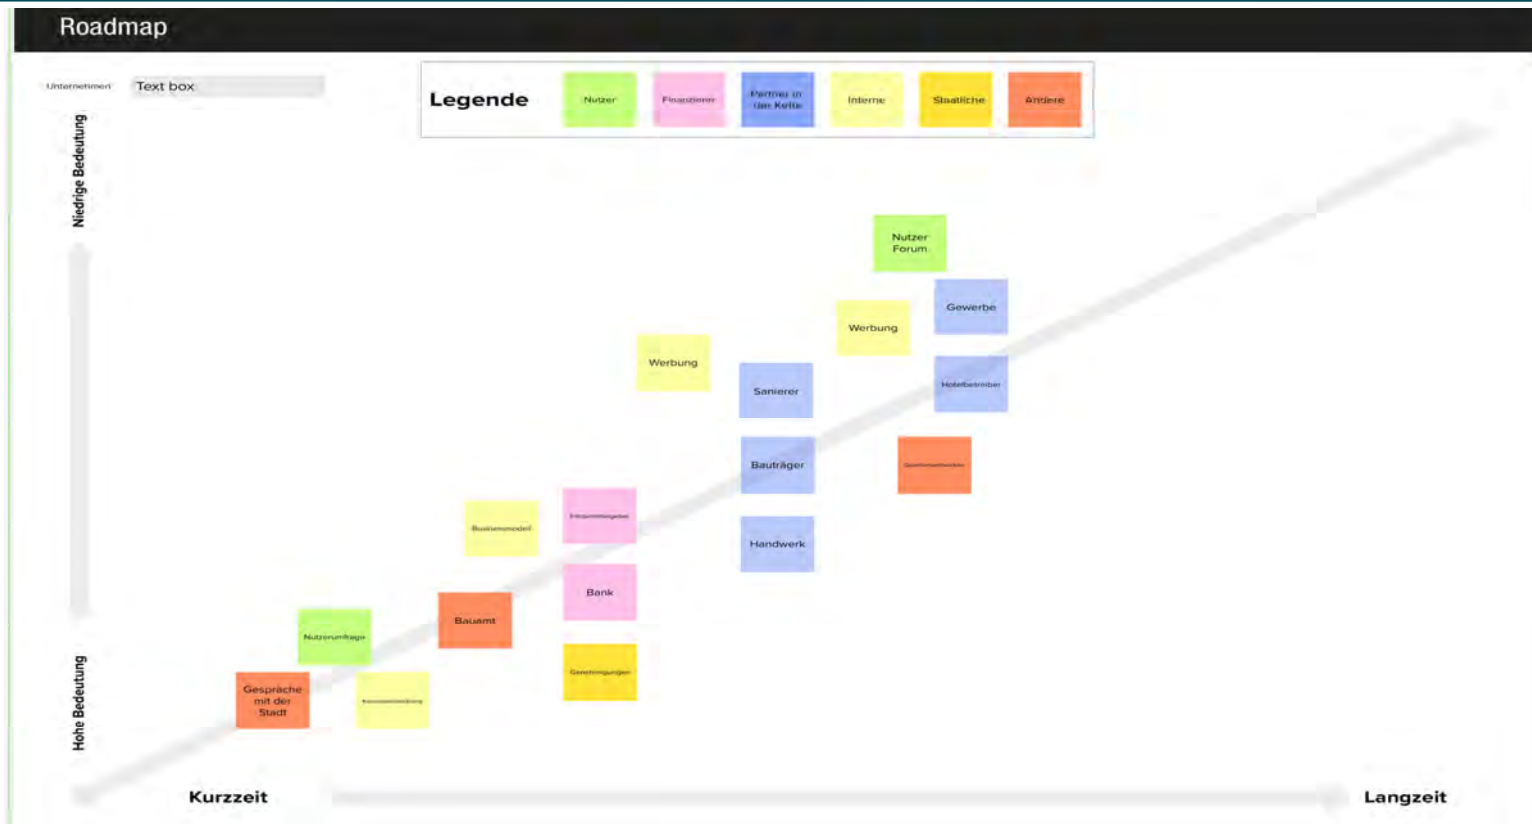 Roadmap
Unternehmen
Text box
Legende
Nutzer
Finanzierer
Partner in
der Kette
Interne
Staatliche
Andere
Niedrige Bedeutung
Nutzer
Forum
Gewerbe
Werbung
Werbung
Hotelbetreiber
Sanierer
Bauträger
Handwerk
Businessmodell
Bank
Bauamt
Nutzerumfrage
Genehmigungen
Gespräche
mit der
Stadt
Hohe Bedeutung
Kurzzeit
Langzeit